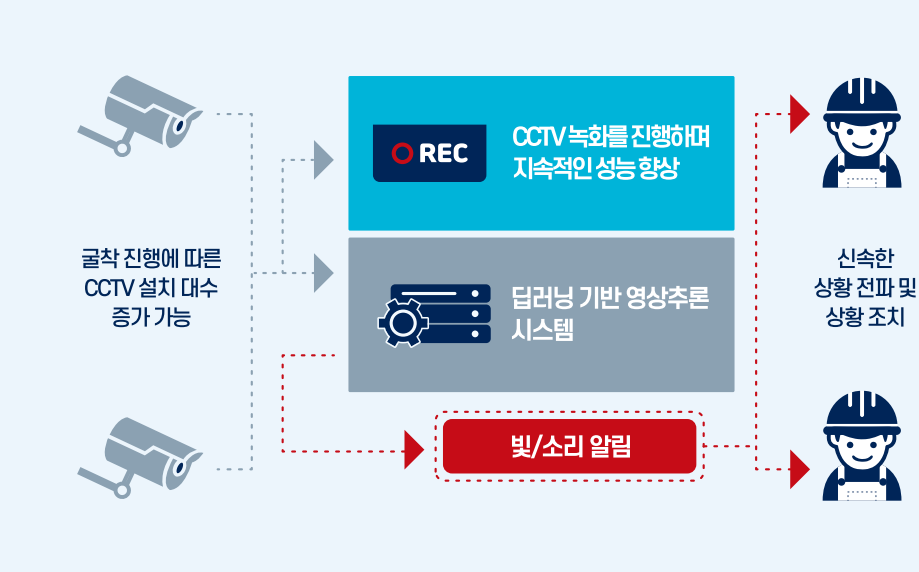 굴착 진행에 따른
CCTV 설치 대수
증가 가능
REC
CCTV 녹화를 진행하며
지속적인 성능 향상
딥러닝 기반 영상추론
시스템
빛/소리 알림
신속한
상황 전파 및
상황 조치